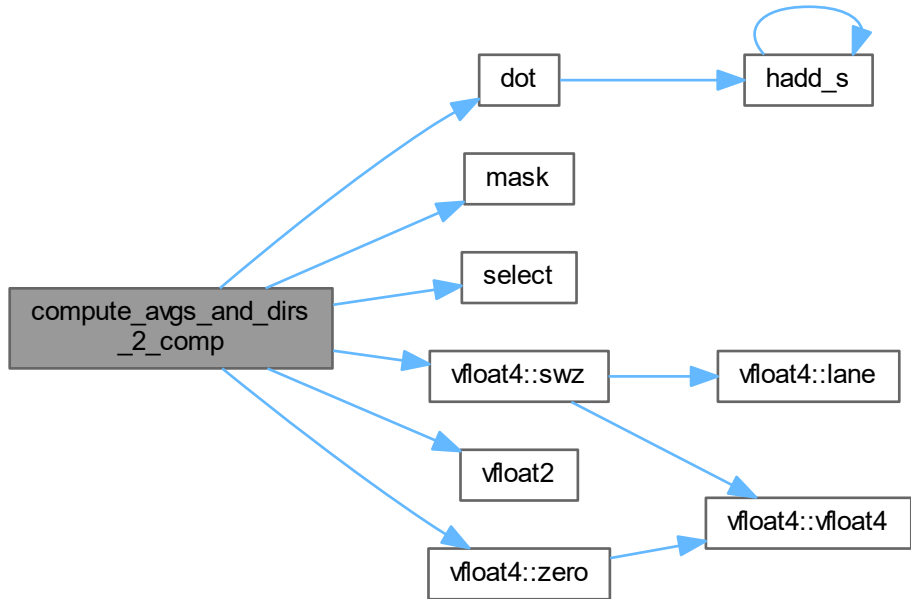 compute_avgs_and_dirs
_2_comp
dot
mask
select
vfloat4::swz
vfloat2
vfloat4::zero
hadd_s
vfloat4::lane
vfloat4::vfloat4